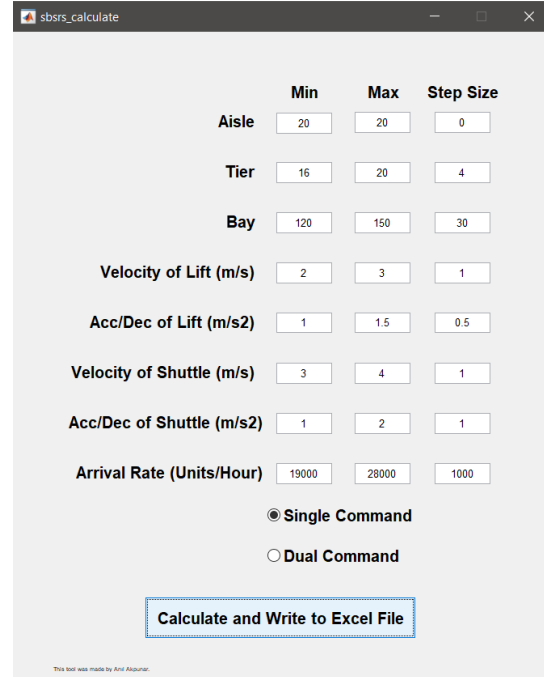 sbsrs_calculate
Min Max Step Size
Aisle 20 20 0
Tier 16 20 4
Bay 120 150 30
Velocity of Lift (m/s) 2 3 1
Acc/Dec of Lift (m/s2) 1 1.5 0.5
Velocity of Shuttle (m/s) 3 4 1
Acc/Dec of Shuttle (m/s2) 1 2 1
Arrival Rate (Units/Hour) 19000 28000 1000
Single Command
Dual Command
Calculate and Write to Excel File
This tool was made by Anıl Akpunar.